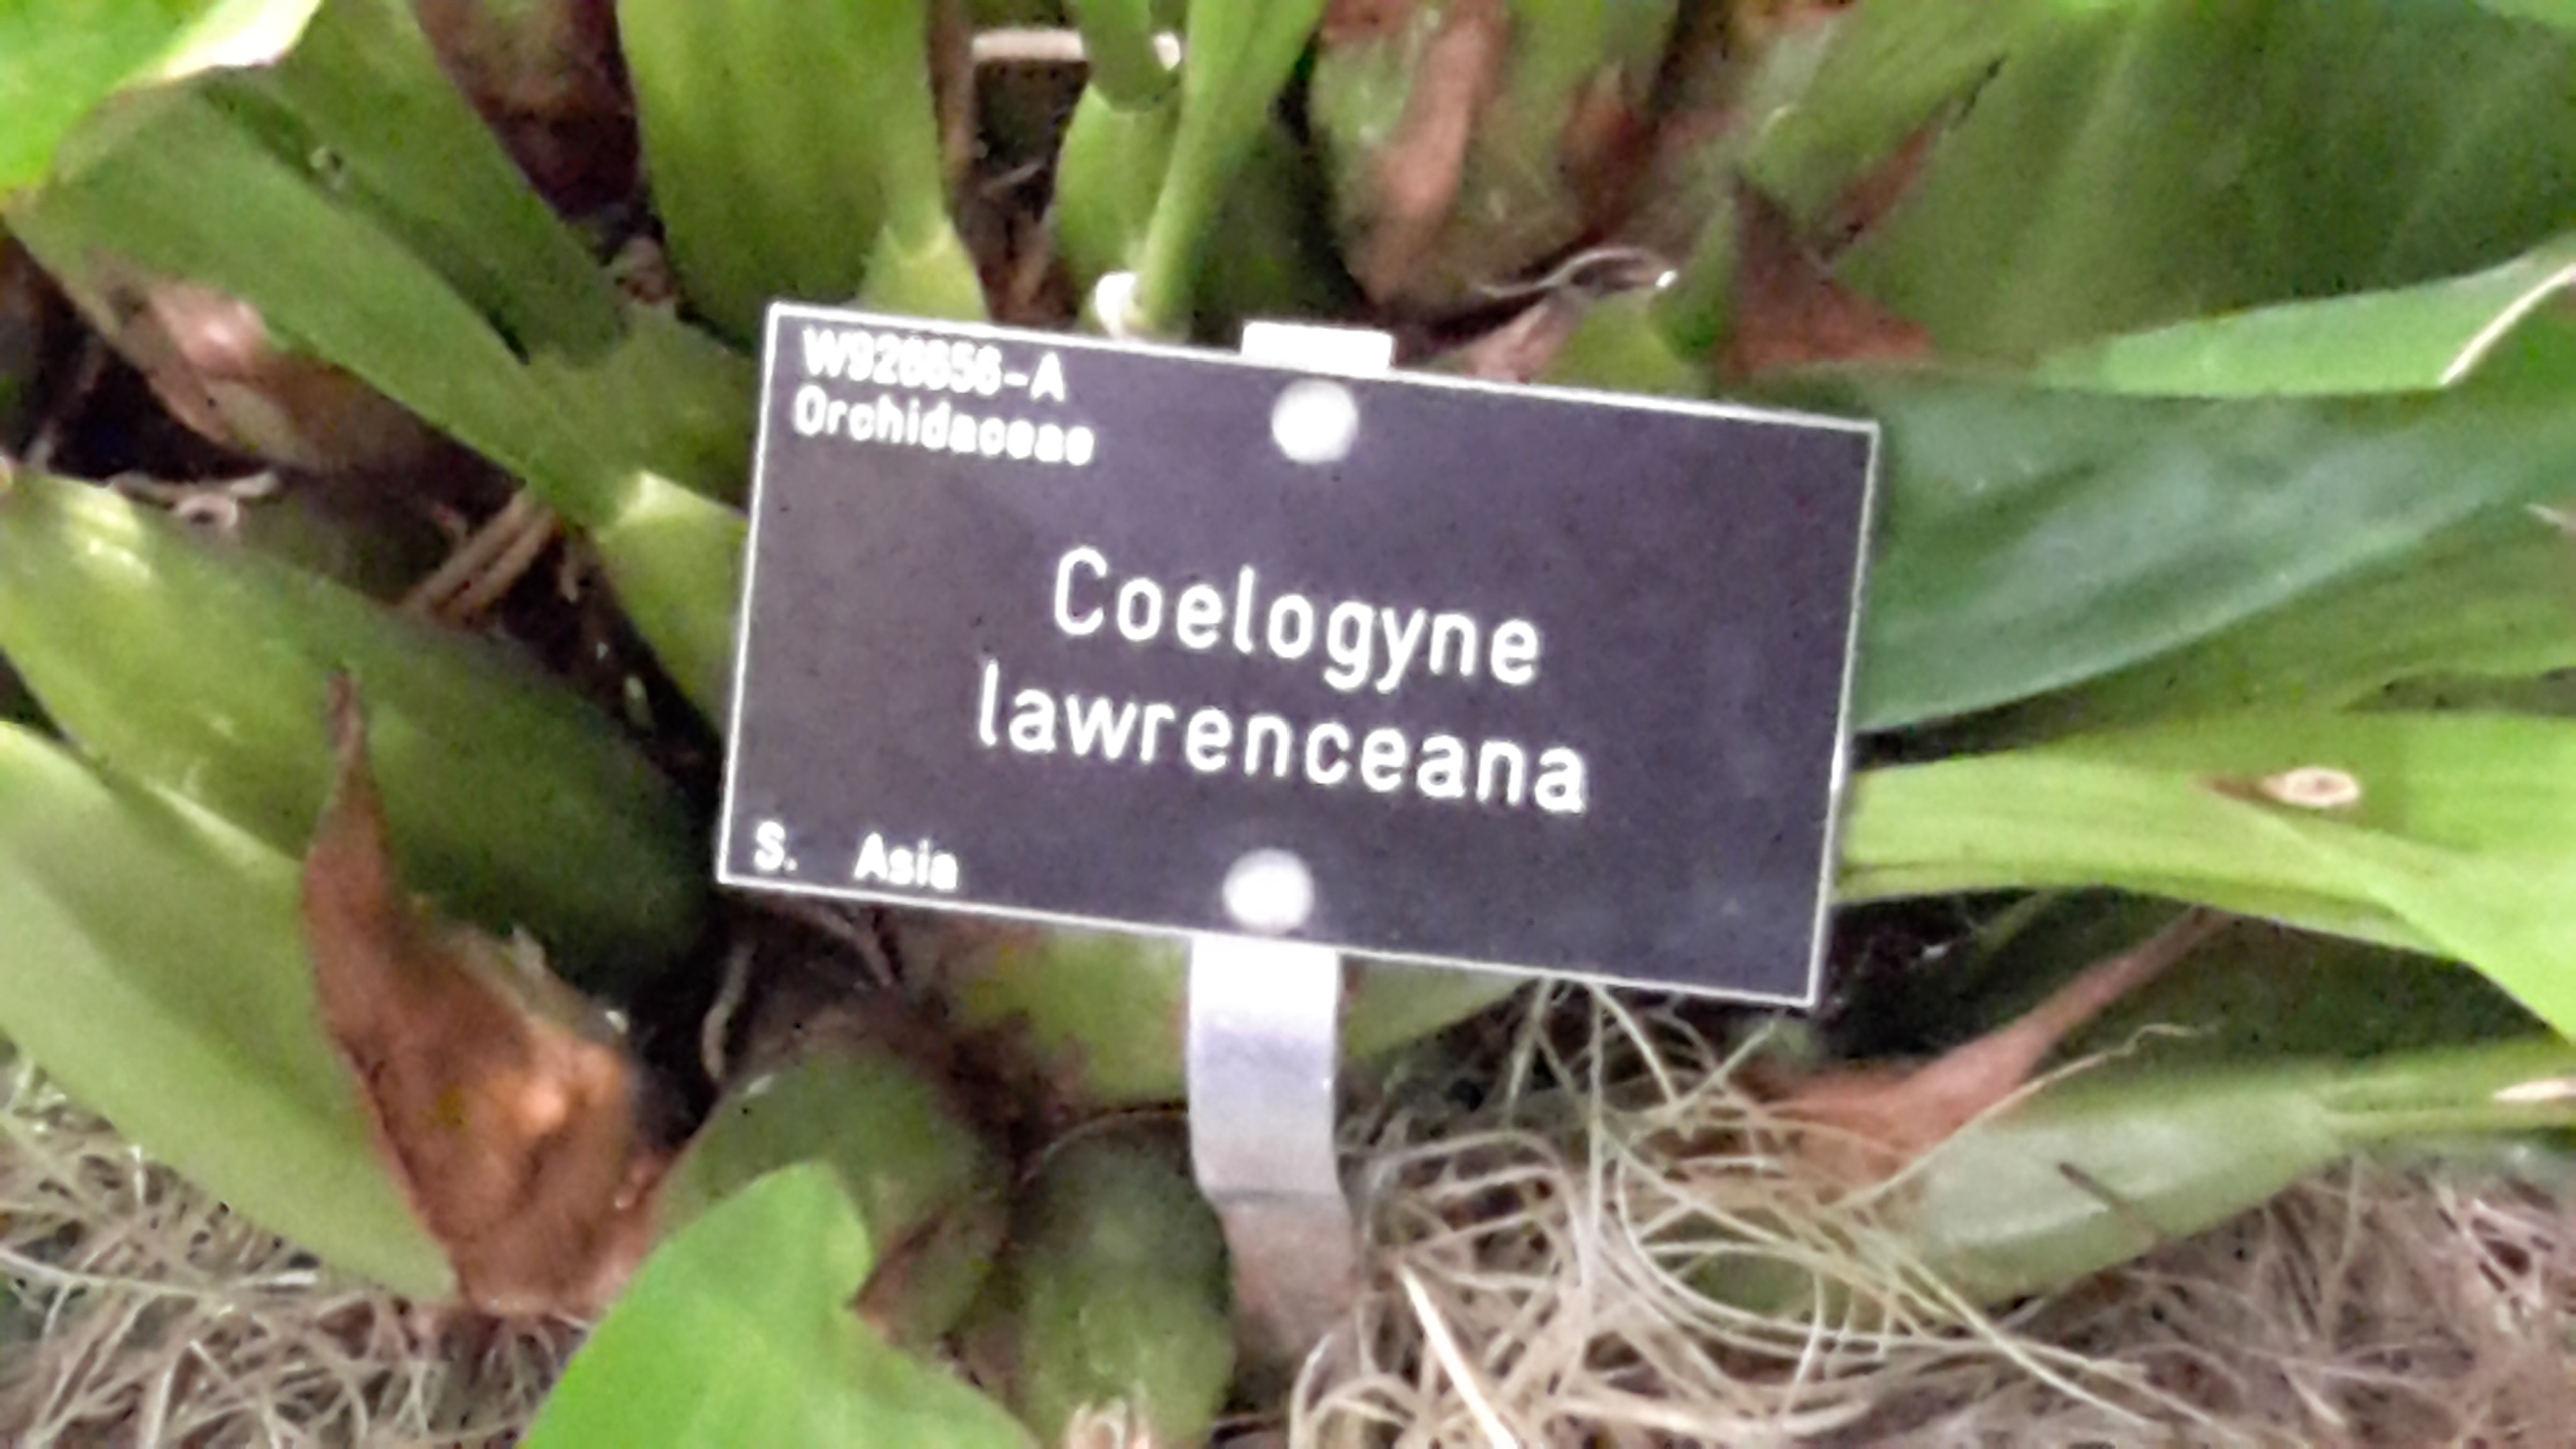 W926656-A
Orchidaceae
Coelogyne
lawrenceana
S. Asia